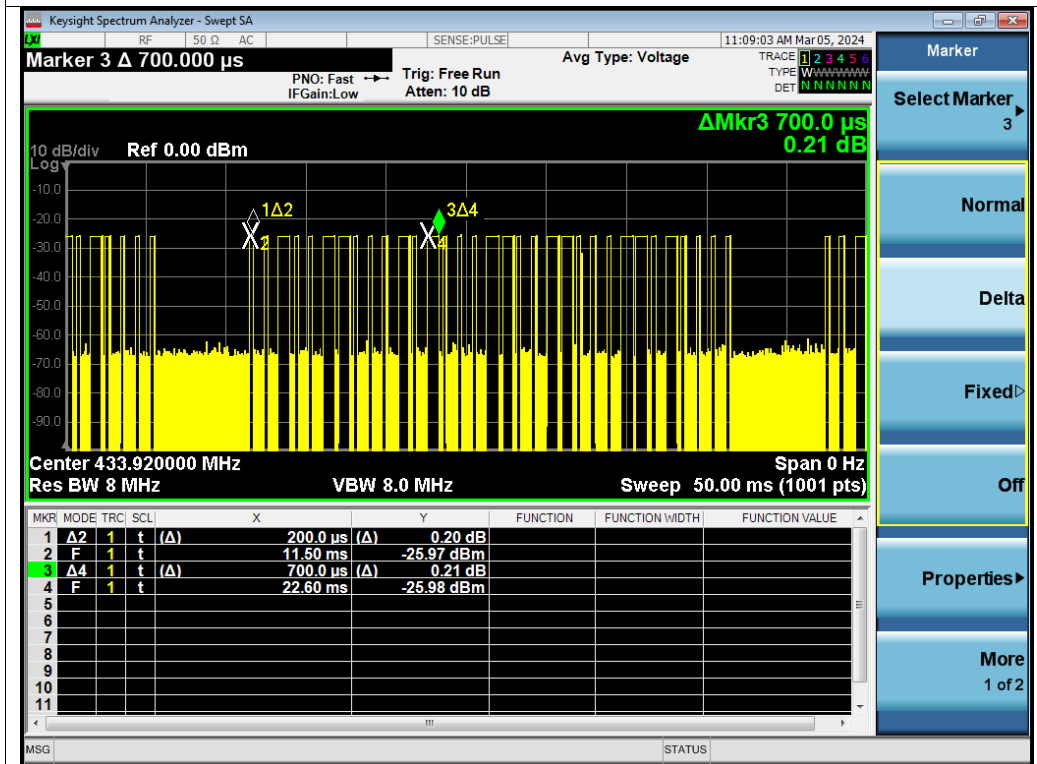 Keysight Spectrum Analyzer - Swept SA
LXI RF 50 Ω AC SENSE:PULSE 11:09:03 AM Mar 05, 2024
Marker 3 Δ 700.000 µs
PNO: Fast Trig: Free Run Avg Type: Voltage TRACE 1 2 3 4 5 6
IFGain:Low Atten: 10 dB TYPE WWWWWW
DET N N N N N N
Marker
Select Marker
3
Normal
Delta
Fixed
Off
Properties
More
1 of 2
ΔMkr3 700.0 µs
0.21 dB
10 dB/div Ref 0.00 dBm
Log
-10.0
-20.0
-30.0
-40.0
-50.0
-60.0
-70.0
-80.0
-90.0
1Δ2
2
3Δ4
4
Center 433.920000 MHz Span 0 Hz
Res BW 8 MHz VBW 8.0 MHz Sweep 50.00 ms (1001 pts)
MKR MODE TRC SCL X Y FUNCTION FUNCTION WIDTH FUNCTION VALUE
1 Δ2 1 t (Δ) 200.0 µs (Δ) 0.20 dB
2 F 1 t 11.50 ms -25.97 dBm
3 Δ4 1 t (Δ) 700.0 µs (Δ) 0.21 dB
4 F 1 t 22.60 ms -25.98 dBm
5
6
7
8
9
10
11
MSG STATUS